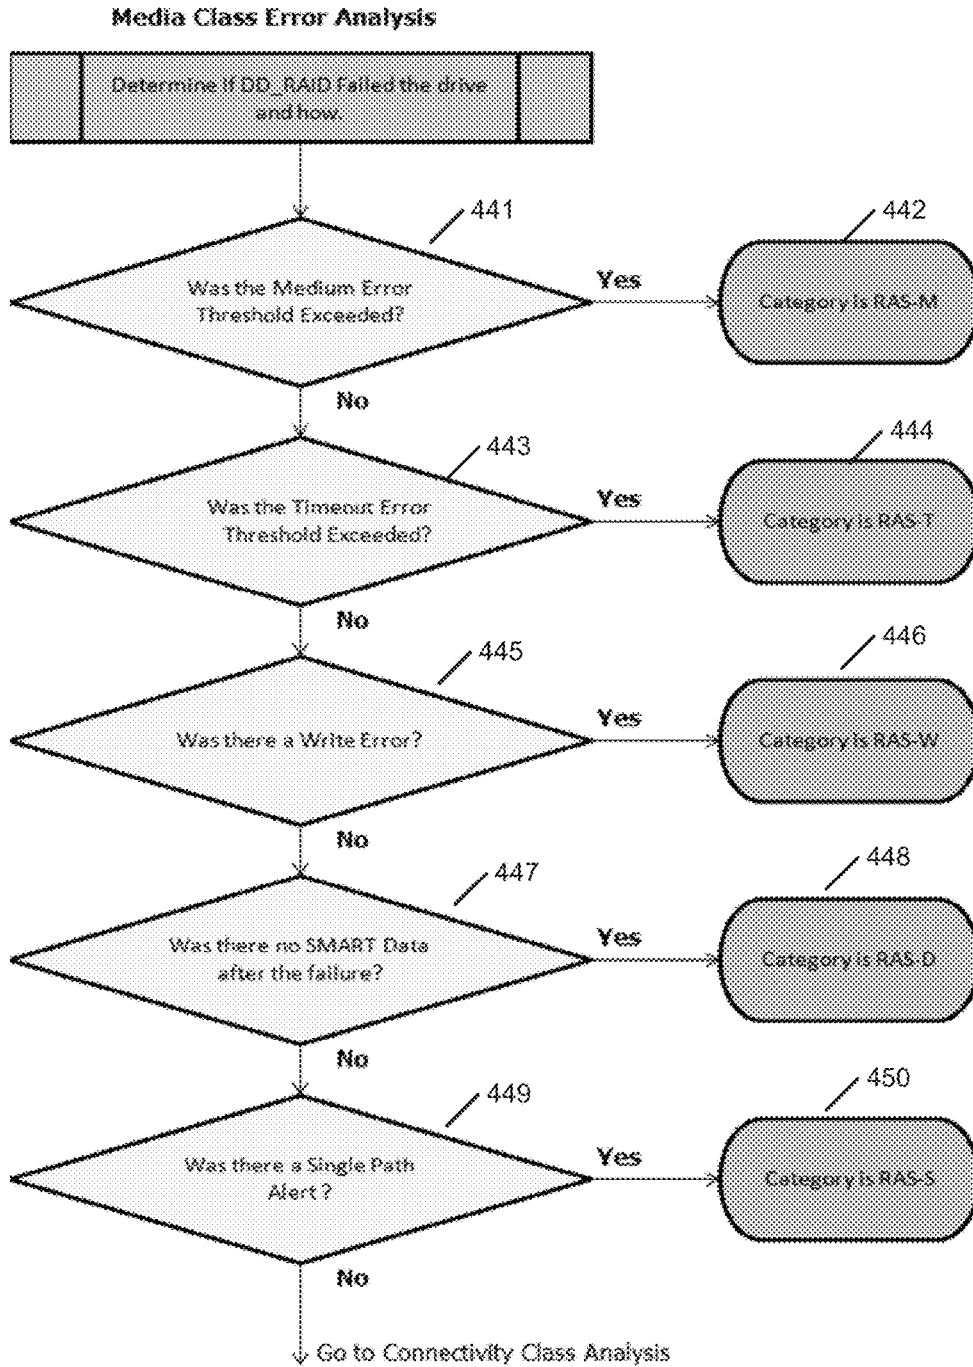 Media Class Error Analysis
Determine If DD_RAID Failed the drive
and how.
441
442
Was the Medium Error
Threshold Exceeded?
Yes
Category is RAS-M
No
443
444
Was the Timeout Error
Threshold Exceeded?
Yes
Category is RAS-T
No
445
446
Was there a Write Error?
Yes
Category is RAS-W
No
447
448
Was there no SMART Data
after the failure?
Yes
Category is RAS-D
No
449
450
Was there a Single Path
Alert ?
Yes
Category is RAS-S
No
Go to Connectivity Class Analysis